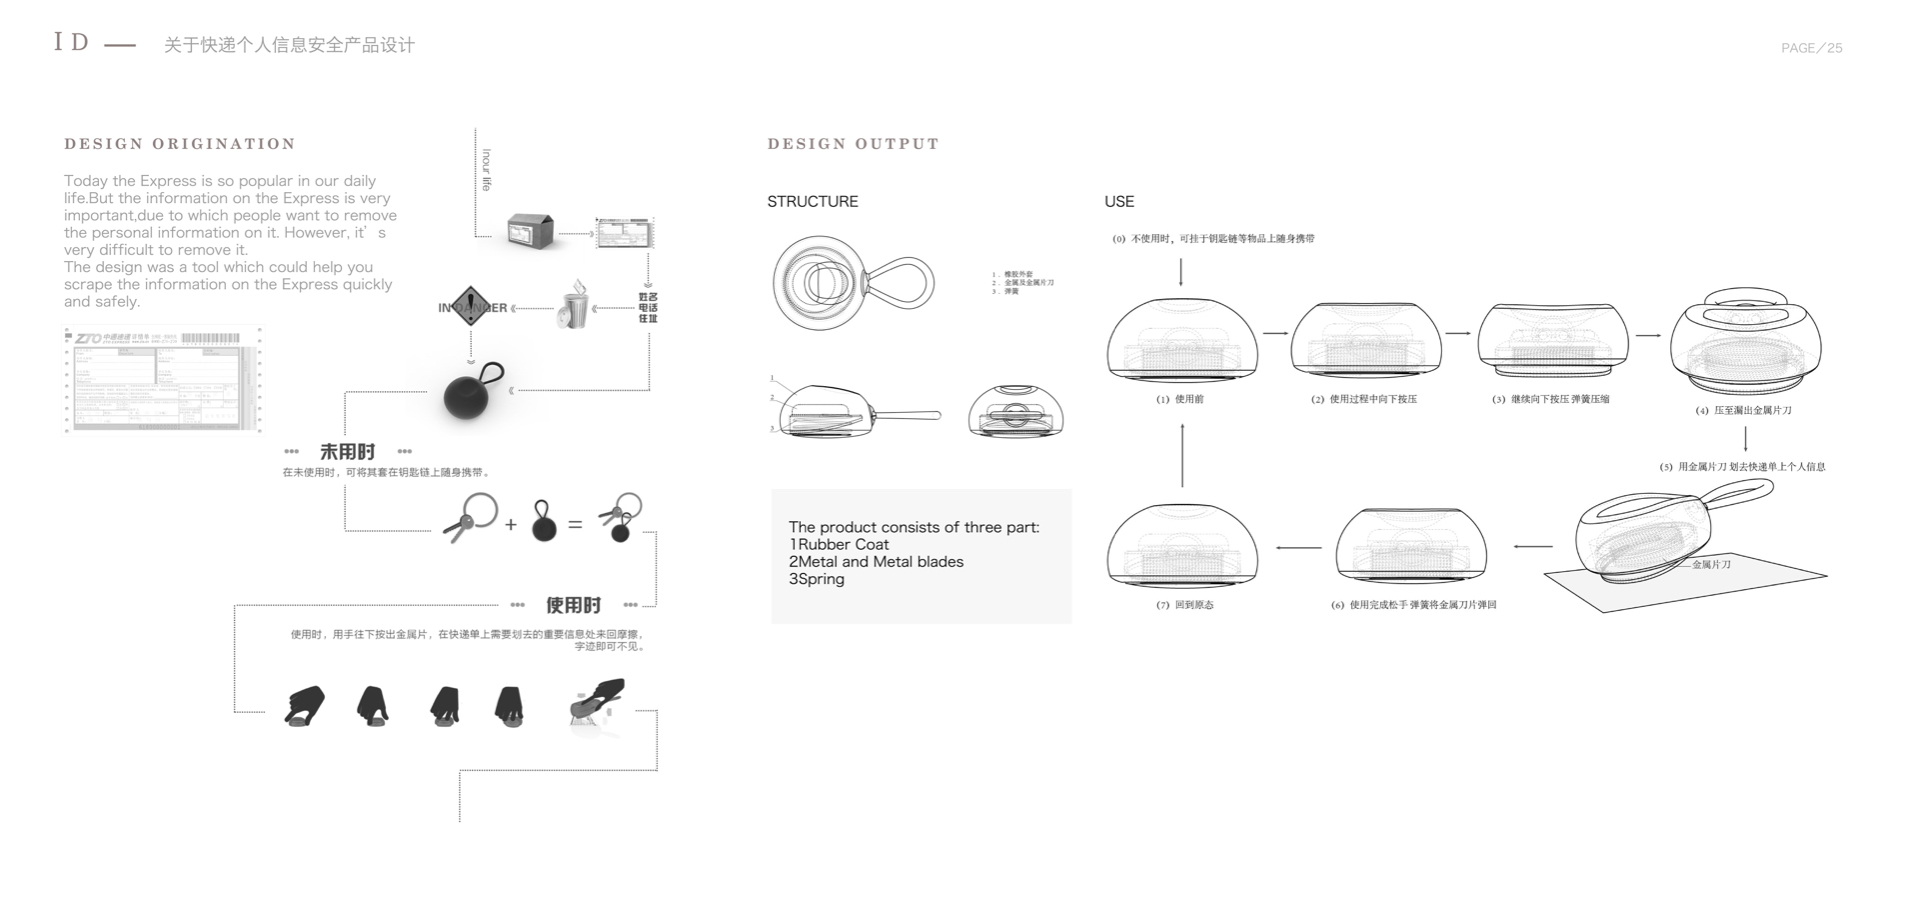 ID — 关于快递个人信息安全产品设计
PAGE／25
DESIGN ORIGINATION
Today the Express is so popular in our daily
life.But the information on the Express is very
important,due to which people want to remove
the personal information on it. However, it’s
very difficult to remove it.
The design was a tool which could help you
scrape the information on the Express quickly
and safely.
ZTO 中通速递
Inour life
姓名
电话
住址
IN DANGER
未用时
在未使用时，可将其套在钥匙链上随身携带。
+ =
使用时
使用时，用手往下按出金属片，在快递单上需要划去的重要信息处来回摩擦，
字迹即可不见。
DESIGN OUTPUT
STRUCTURE
1．橡胶外套
2．金属及金属片刀
3．弹簧
1
2
3
The product consists of three part:
1Rubber Coat
2Metal and Metal blades
3Spring
USE
(0) 不使用时，可挂于钥匙链等物品上随身携带
(1) 使用前
(2) 使用过程中向下按压
(3) 继续向下按压 弹簧压缩
(4) 压至漏出金属片刀
(5) 用金属片刀 划去快递单上个人信息
金属片刀
(6) 使用完成松手 弹簧将金属刀片弹回
(7) 回到原态